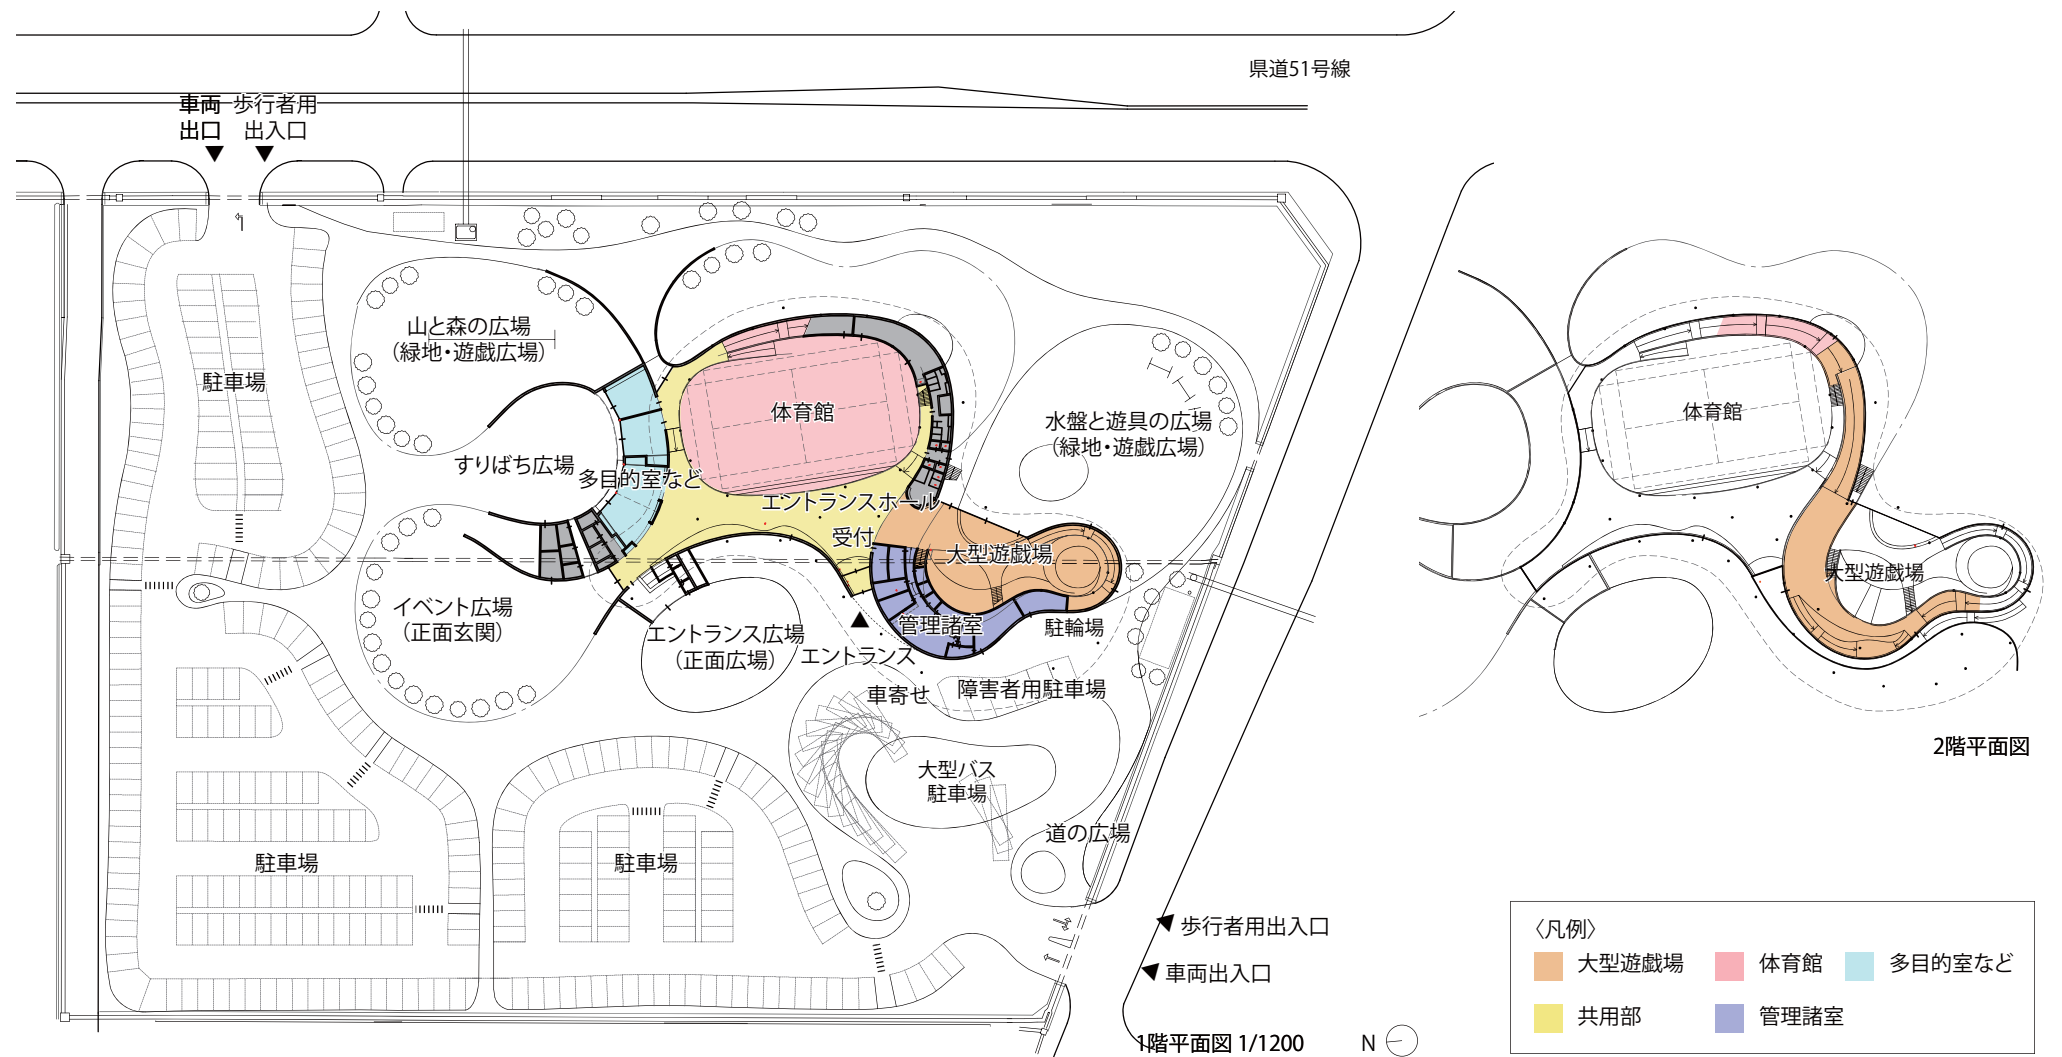 県道51号線
車両
出口
歩行者用
出入口
山と森の広場
(緑地・遊戯広場)
駐車場
体育館
水盤と遊具の広場
(緑地・遊戯広場)
すりばち広場
多目的室など
エントランスホール
受付
大型遊戯場
イベント広場
(正面玄関)
エントランス広場
(正面広場)
管理諸室
駐輪場
エントランス
車寄せ
障害者用駐車場
大型バス
駐車場
道の広場
駐車場
駐車場
歩行者用出入口
車両出入口
1階平面図 1/1200
N
体育館
大型遊戯場
2階平面図
〈凡例〉
大型遊戯場
体育館
多目的室など
共用部
管理諸室